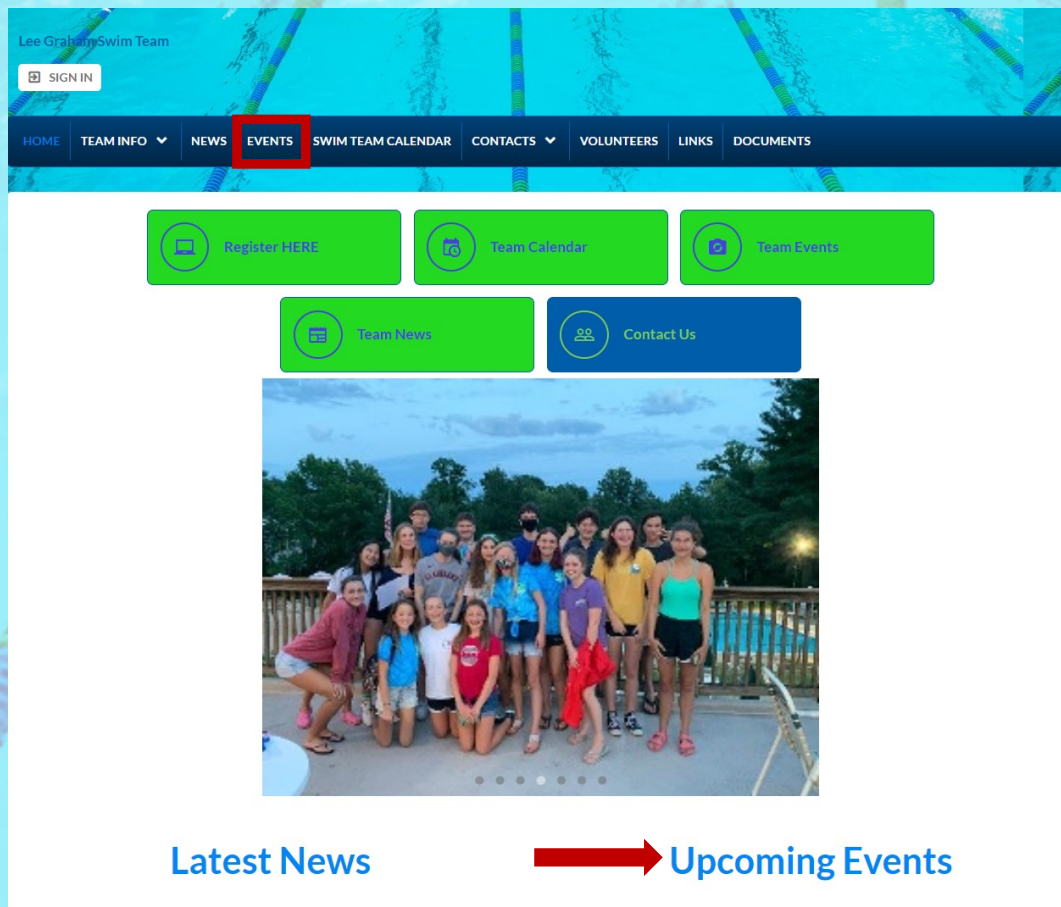 Lee Graham Swim Team
SIGN IN
HOME TEAM INFO NEWS EVENTS SWIM TEAM CALENDAR CONTACTS VOLUNTEERS LINKS DOCUMENTS
Register HERE Team Calendar Team Events
Team News Contact Us
Latest News Upcoming Events